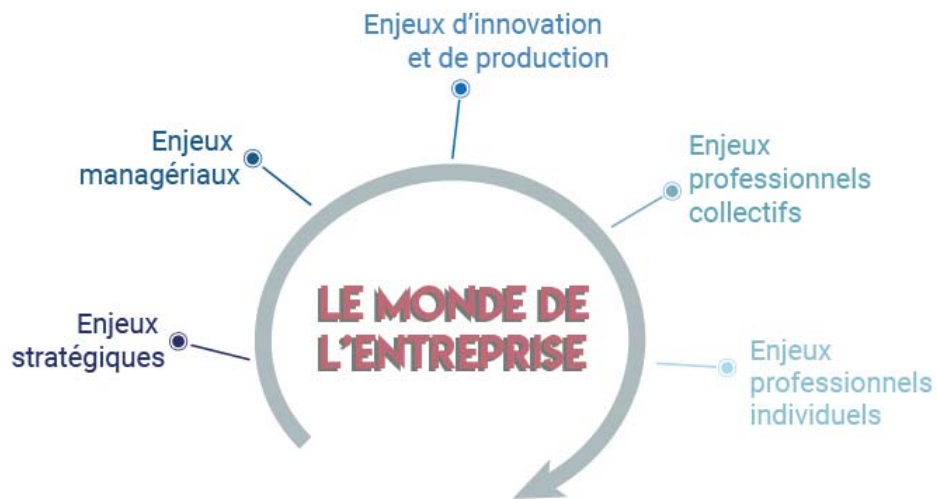 Enjeux d'innovation
et de production
Enjeux
managériaux
Enjeux
professionnels
collectifs
LE MONDE DE
L'ENTREPRISE
Enjeux
stratégiques
Enjeux
professionnels
individuels